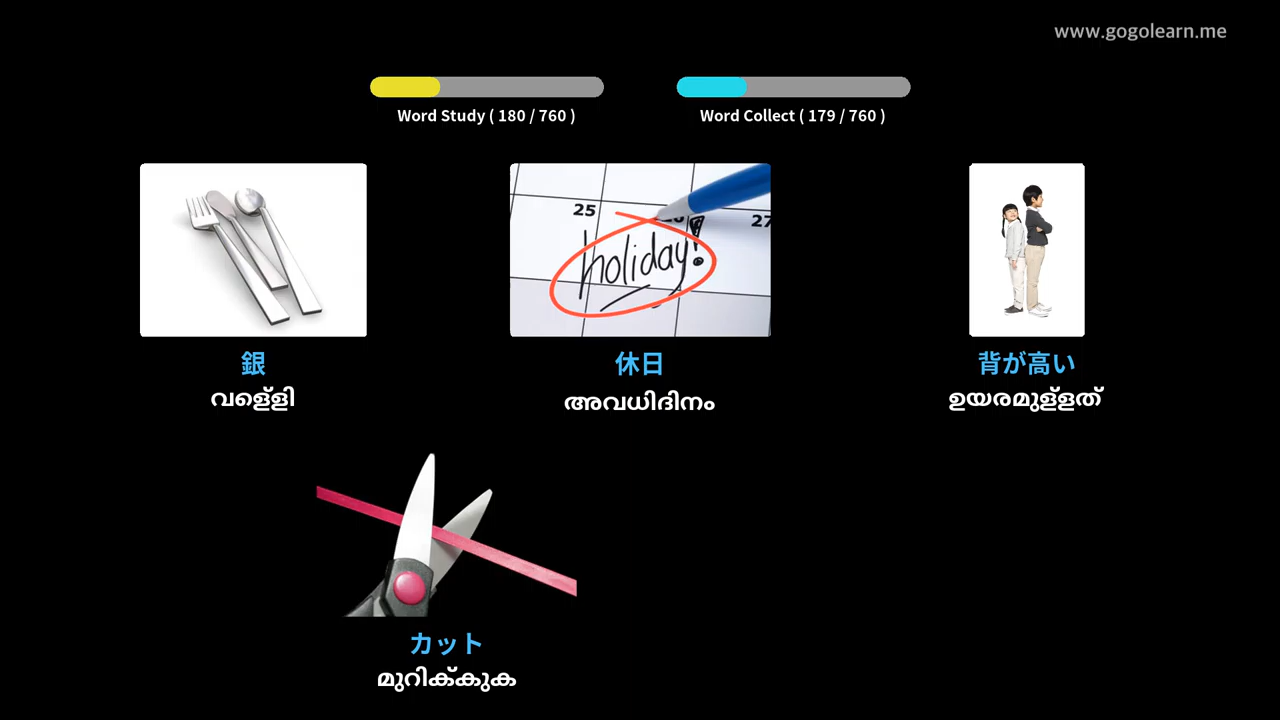 www.gogolearn.me
Word Study ( 180 / 760 )
Word Collect ( 179 / 760 )
25
27
holiday!
銀
休日
背が高い
വള്ളി
അവധിദിനം
ഉയരമുള്ളത്
カット
മുറിക്കുക